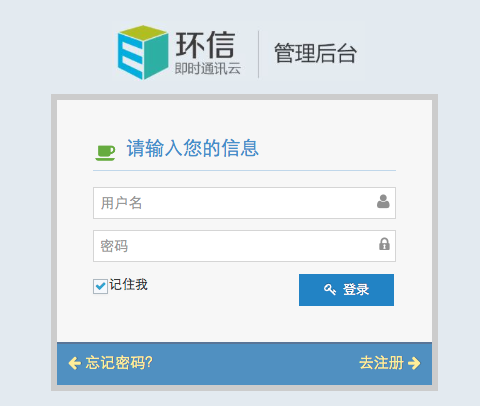 环信
即时通讯云
管理后台
请输入您的信息
用户名
密码
记住我
登录
忘记密码?
去注册